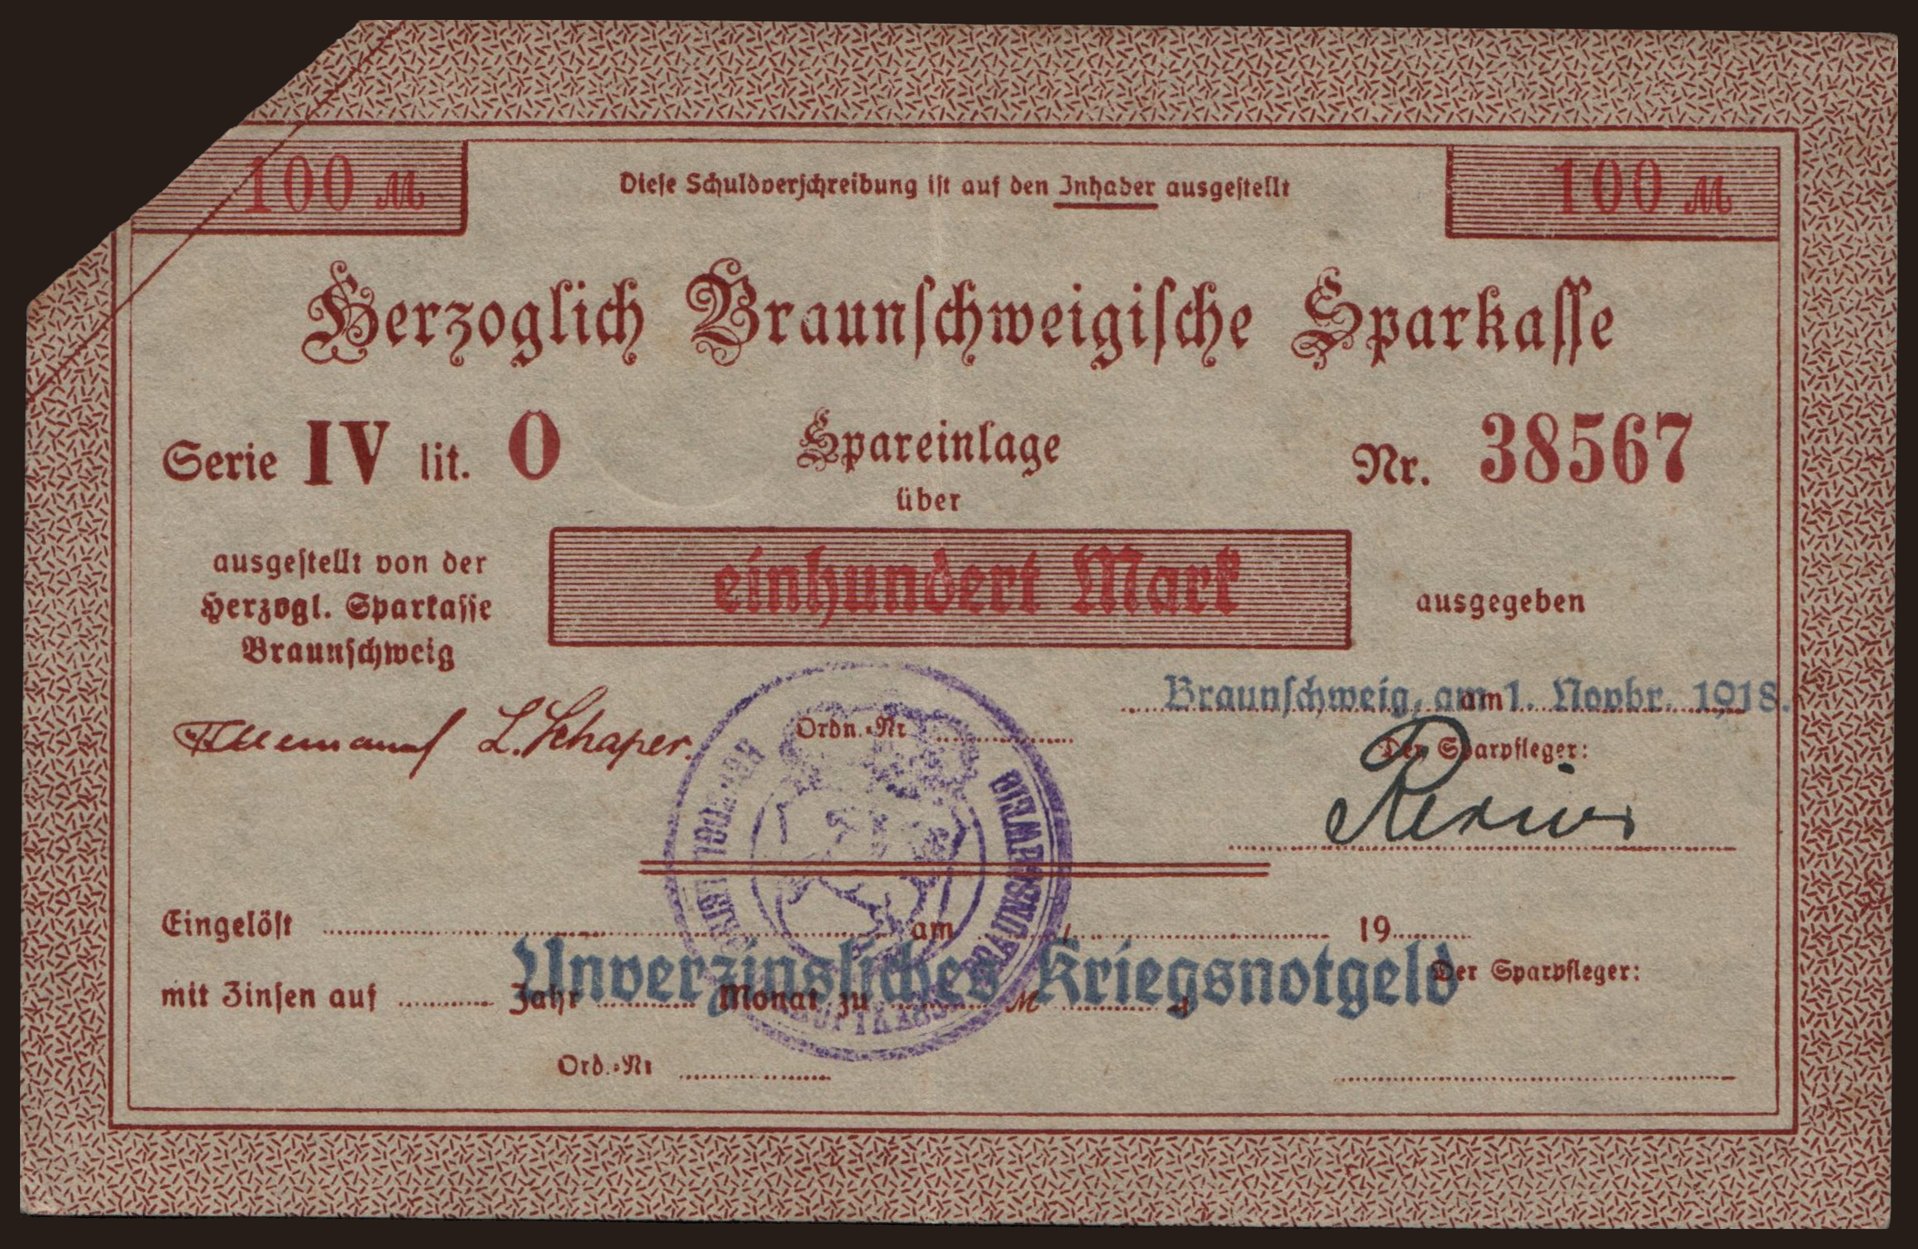 100 M
Diese Schuldverschreibung ist auf den Inhaber ausgestellt
100 M
Herzoglich Braunschweigische Sparkasse
Serie IV lit. O
Spareinlage
Nr. 38567
über
ausgestellt von der
Herzogl. Sparkasse
Braunschweig
einhundert Mark
ausgegeben
Braunschweig, am 1. Novbr. 1918.
am
L. Schaper.
Ordn.-Nr
Der Sparpfleger:
Eingelöst am 19
Unverzinsliches Kriegsnotgeld
mit Zinsen auf Jahr Monat zu M
Der Sparpfleger:
Ord.-Nr